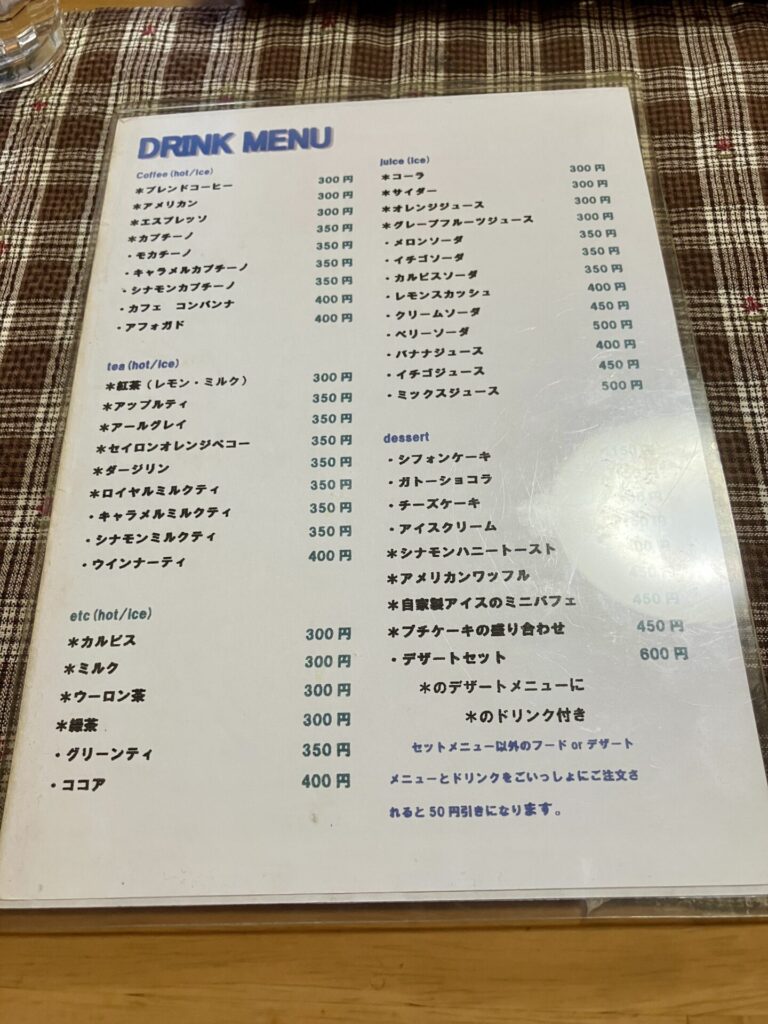 DRINK MENU
Coffee(hot/ice)
＊ブレンドコーヒー 300円
＊アメリカン 300円
＊エスプレッソ 300円
＊カプチーノ 350円
・モカチーノ 350円
・キャラメルカプチーノ 350円
・シナモンカプチーノ 350円
・カフェ　コンパンナ 400円
・アフォガド 400円
tea(hot/ice)
＊紅茶（レモン・ミルク） 300円
＊アップルティ 350円
＊アールグレイ 350円
＊セイロンオレンジペコー 350円
＊ダージリン 350円
＊ロイヤルミルクティ 350円
・キャラメルミルクティ 350円
・シナモンミルクティ 350円
・ウインナーティ 400円
etc(hot/ice)
＊カルピス 300円
＊ミルク 300円
＊ウーロン茶 300円
＊緑茶 300円
・グリーンティ 350円
・ココア 400円
juice(ice)
＊コーラ 300円
＊サイダー 300円
＊オレンジジュース 300円
＊グレープフルーツジュース 300円
・メロンソーダ 350円
・イチゴソーダ 350円
・カルピスソーダ 350円
・レモンスカッシュ 400円
・クリームソーダ 450円
・ベリーソーダ 500円
・バナナジュース 400円
・イチゴジュース 450円
・ミックスジュース 500円
dessert
・シフォンケーキ
・ガトーショコラ
・チーズケーキ
・アイスクリーム
＊シナモンハニートースト
＊アメリカンワッフル
＊自家製アイスのミニパフェ 450円
＊プチケーキの盛り合わせ 450円
・デザートセット 600円
＊のデザートメニューに
＊のドリンク付き
セットメニュー以外のフード or デザート
メニューとドリンクをごいっしょにご注文さ
れると 50 円引きになります。